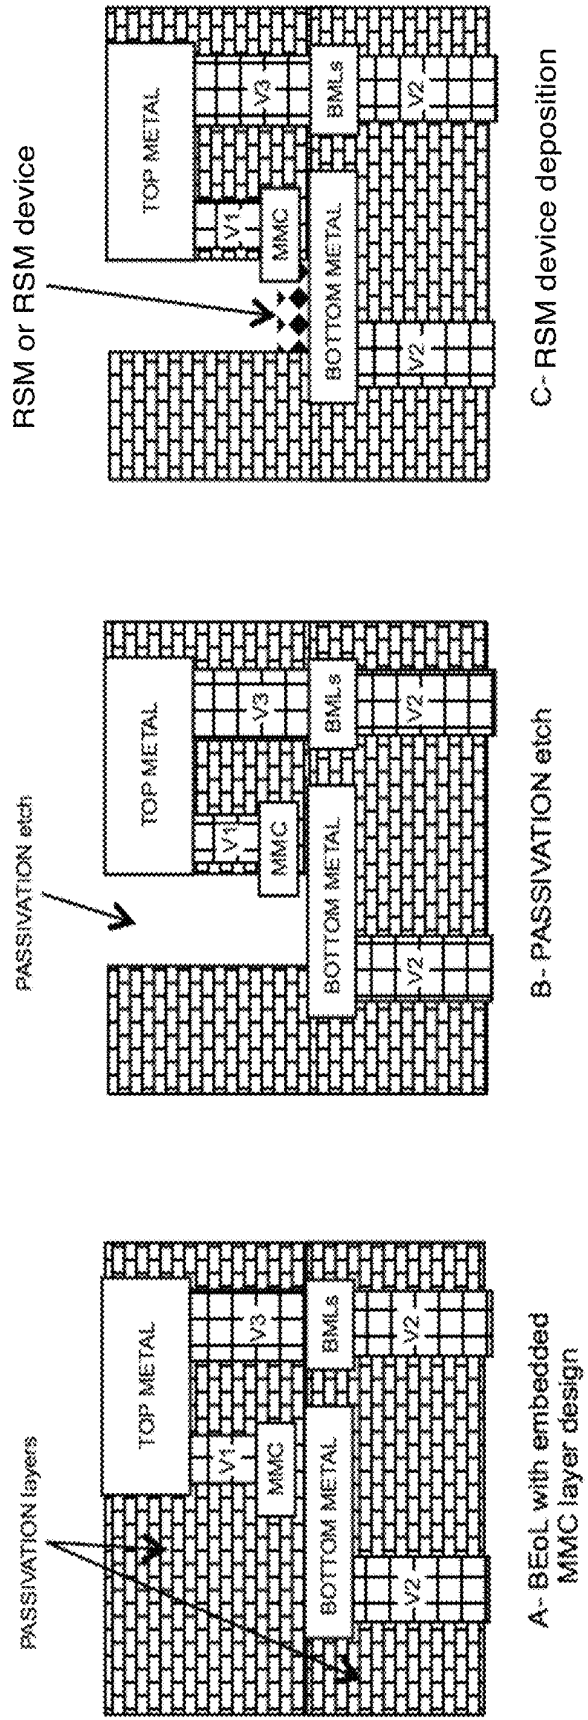 PASSIVATION layers
TOP METAL
V1
V3
MMC
BOTTOM METAL
BMLs
V2
V2
A- BEoL with embedded
MMC layer design
PASSIVATION etch
TOP METAL
V1
V3
MMC
BOTTOM METAL
BMLs
V2
V2
B- PASSIVATION etch
RSM or RSM device
TOP METAL
V1
V3
MMC
BOTTOM METAL
BMLs
V2
V2
C- RSM device deposition